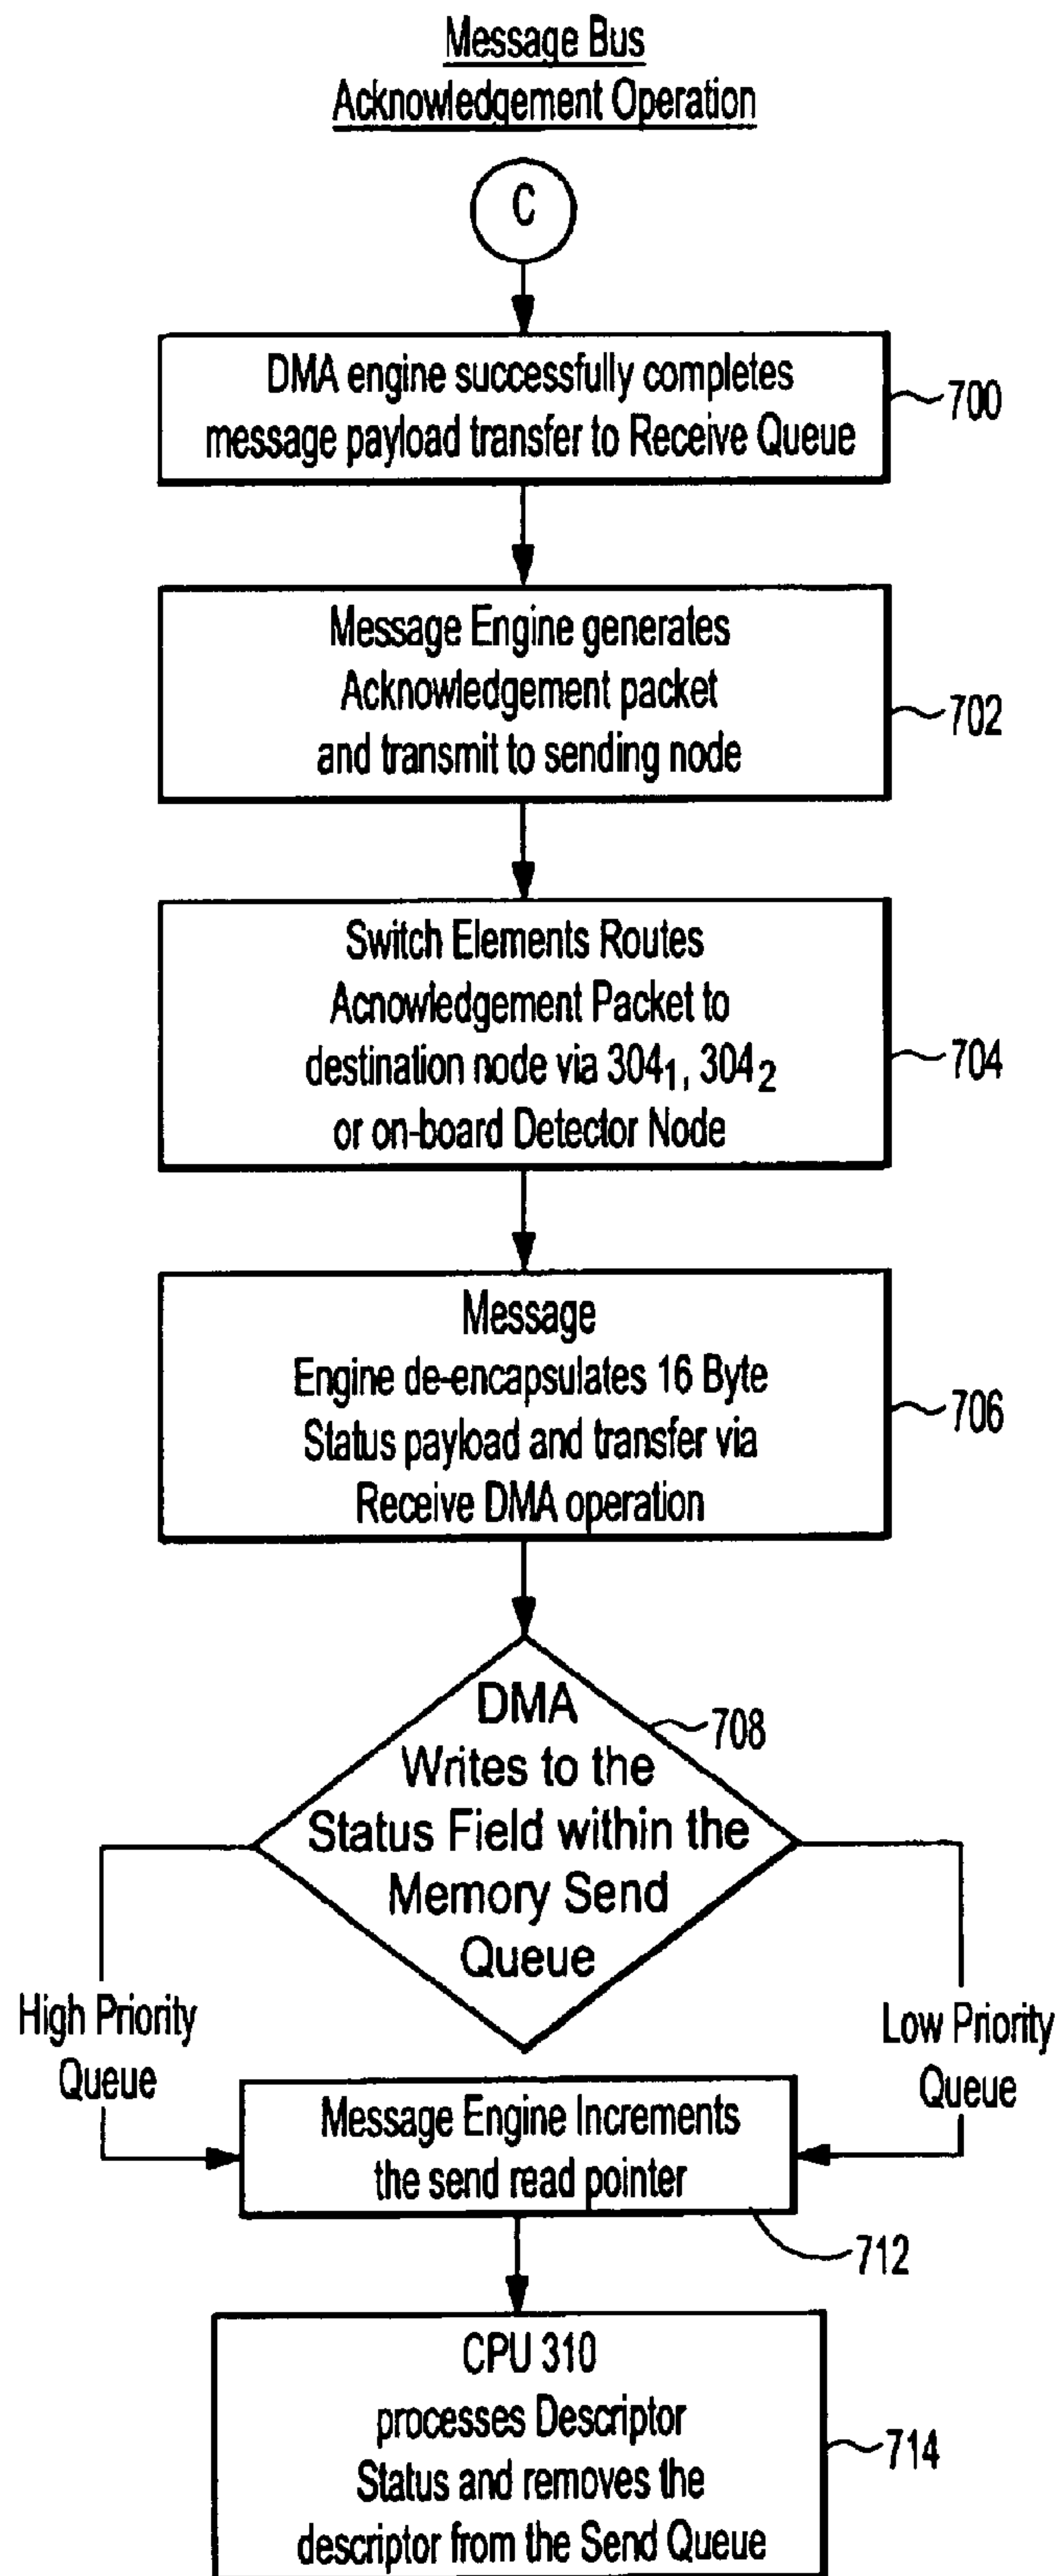 Message Bus
Acknowledgement Operation
C
DMA engine successfully completes
message payload transfer to Receive Queue
700
Message Engine generates
Acknowledgement packet
and transmit to sending node
702
Switch Elements Routes
Acnowledgement Packet to
destination node via 304₁, 304₂
or on-board Detector Node
704
Message
Engine de-encapsulates 16 Byte
Status payload and transfer via
Receive DMA operation
706
DMA
Writes to the
Status Field within the
Memory Send
Queue
708
High Priority
Queue
Low Priority
Queue
Message Engine Increments
the send read pointer
712
CPU 310
processes Descriptor
Status and removes the
descriptor from the Send Queue
714